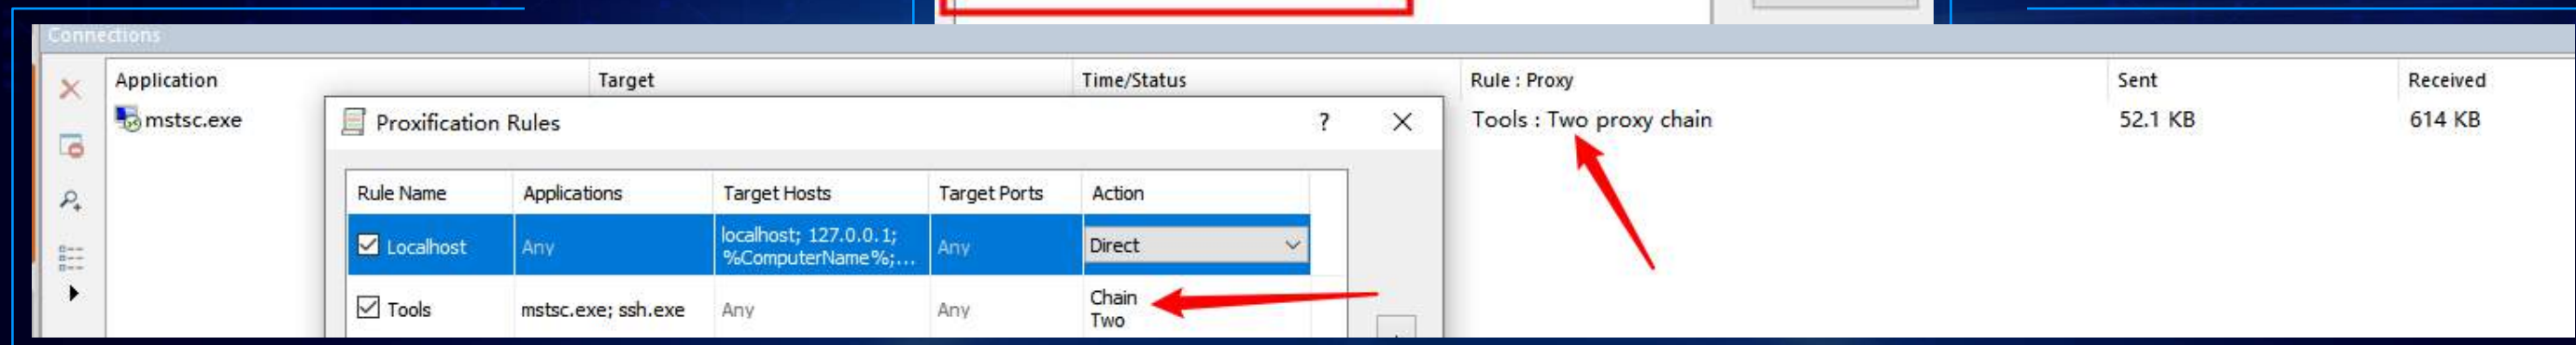 Connections
Application Target Time/Status Rule : Proxy Sent Received
mstsc.exe Tools : Two proxy chain 52.1 KB 614 KB
Proxification Rules ?
Rule Name Applications Target Hosts Target Ports Action
Localhost Any localhost; 127.0.0.1; %ComputerName%;... Any Direct
Tools mstsc.exe; ssh.exe Any Any Chain Two